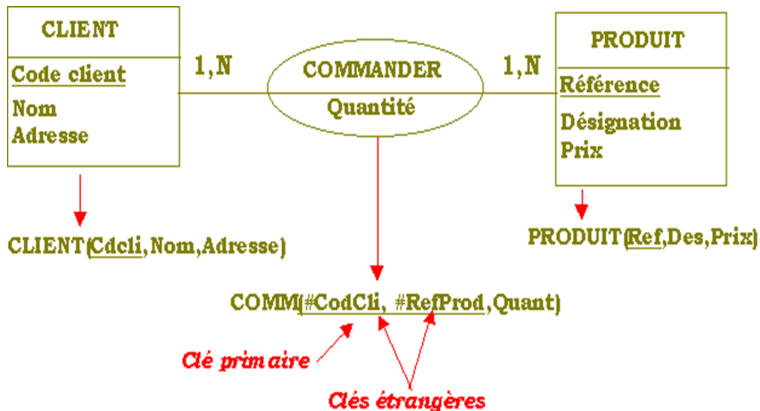 CLIENT
Code client
Nom
Adresse
1,N
COMMANDER
Quantité
1,N
PRODUIT
Référence
Désignation
Prix
CLIENT(Cdcli,Nom,Adresse)
PRODUIT(Ref,Des,Prix)
COMM(#CodCli, #RefProd,Quant)
Clé primaire
Clés étrangères